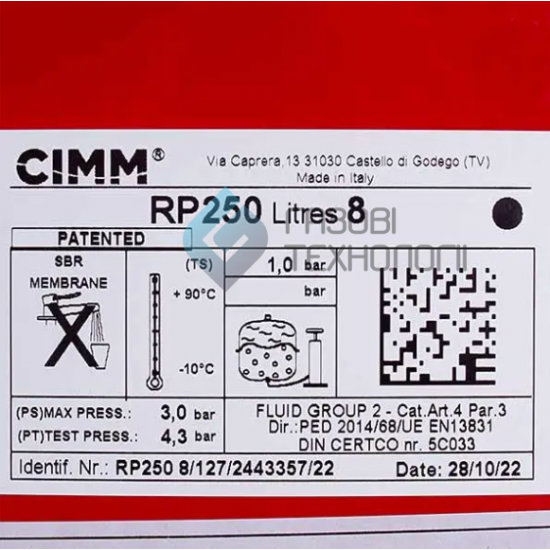 CIMM®
Via Caprera,13 31030 Castello di Godego (TV)
Made in Italy
RP250 Litres 8
ГАЗОВІ
ТЕХНОЛОГІЇ
PATENTED
SBR
MEMBRANE
(TS)
+ 90°C
-10°C
1,0 bar
bar
(PS)MAX PRESS.: 3,0 bar
(PT)TEST PRESS.: 4,3 bar
FLUID GROUP 2 - Cat.Art.4 Par.3
Dir.:PED 2014/68/UE EN13831
DIN CERTCO nr. 5C033
Identif. Nr.: RP250 8/127/2443357/22
Date: 28/10/22